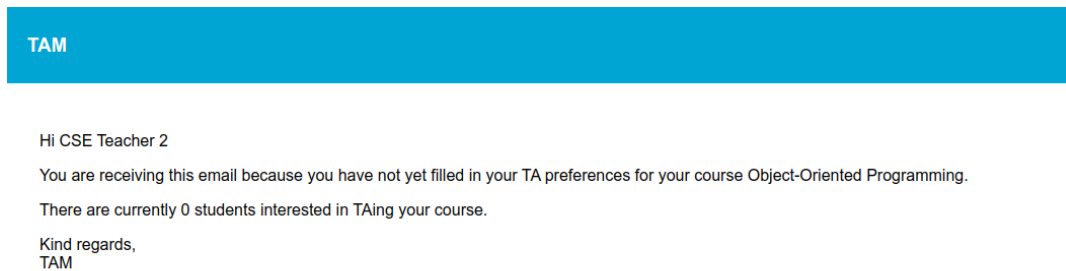 TAM
Hi CSE Teacher 2
You are receiving this email because you have not yet filled in your TA preferences for your course Object-Oriented Programming.
There are currently 0 students interested in TAing your course.
Kind regards,
TAM